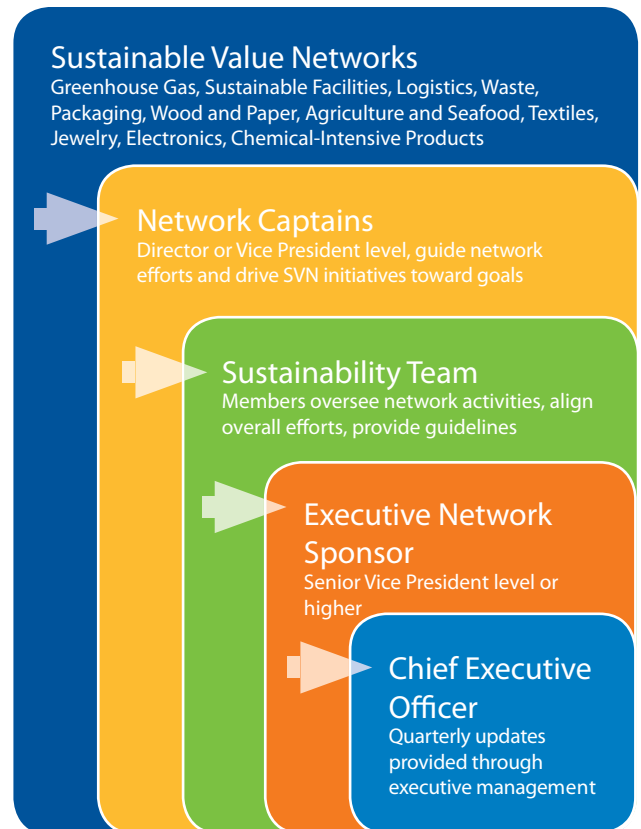 Sustainable Value Networks
Greenhouse Gas, Sustainable Facilities, Logistics, Waste,
Packaging, Wood and Paper, Agriculture and Seafood, Textiles,
Jewelry, Electronics, Chemical-Intensive Products
Network Captains
Director or Vice President level, guide network
efforts and drive SVN initiatives toward goals
Sustainability Team
Members oversee network activities, align
overall efforts, provide guidelines
Executive Network
Sponsor
Senior Vice President level or
higher
Chief Executive
Officer
Quarterly updates
provided through
executive management